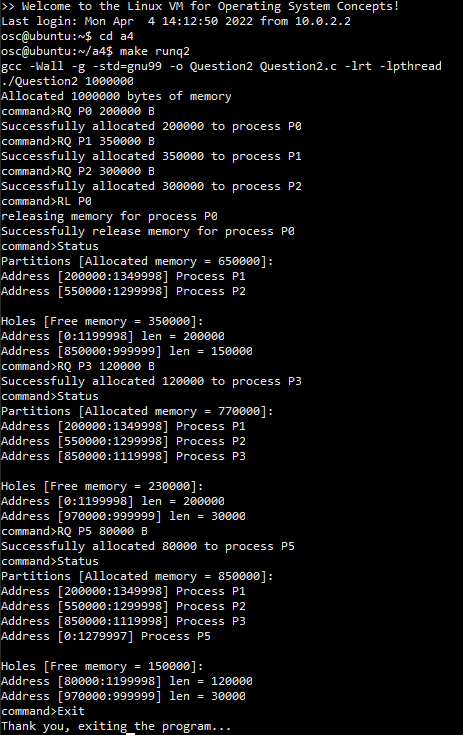 >> Welcome to the Linux VM for Operating System Concepts!
Last login: Mon Apr  4 14:12:50 2022 from 10.0.2.2
osc@ubuntu:~$ cd a4
osc@ubuntu:~/a4$ make runq2
gcc -Wall -g -std=gnu99 -o Question2 Question2.c -lrt -lpthread
./Question2 1000000
Allocated 1000000 bytes of memory
command>RQ P0 200000 B
Successfully allocated 200000 to process P0
command>RQ P1 350000 B
Successfully allocated 350000 to process P1
command>RQ P2 300000 B
Successfully allocated 300000 to process P2
command>RL P0
releasing memory for process P0
Successfully release memory for process P0
command>Status
Partitions [Allocated memory = 650000]:
Address [200000:1349998] Process P1
Address [550000:1299998] Process P2

Holes [Free memory = 350000]:
Address [0:1199998] len = 200000
Address [850000:999999] len = 150000
command>RQ P3 120000 B
Successfully allocated 120000 to process P3
command>Status
Partitions [Allocated memory = 770000]:
Address [200000:1349998] Process P1
Address [550000:1299998] Process P2
Address [850000:1119998] Process P3

Holes [Free memory = 230000]:
Address [0:1199998] len = 200000
Address [970000:999999] len = 30000
command>RQ P5 80000 B
Successfully allocated 80000 to process P5
command>Status
Partitions [Allocated memory = 850000]:
Address [200000:1349998] Process P1
Address [550000:1299998] Process P2
Address [850000:1119998] Process P3
Address [0:1279997] Process P5

Holes [Free memory = 150000]:
Address [80000:1199998] len = 120000
Address [970000:999999] len = 30000
command>Exit
Thank you, exiting the program...